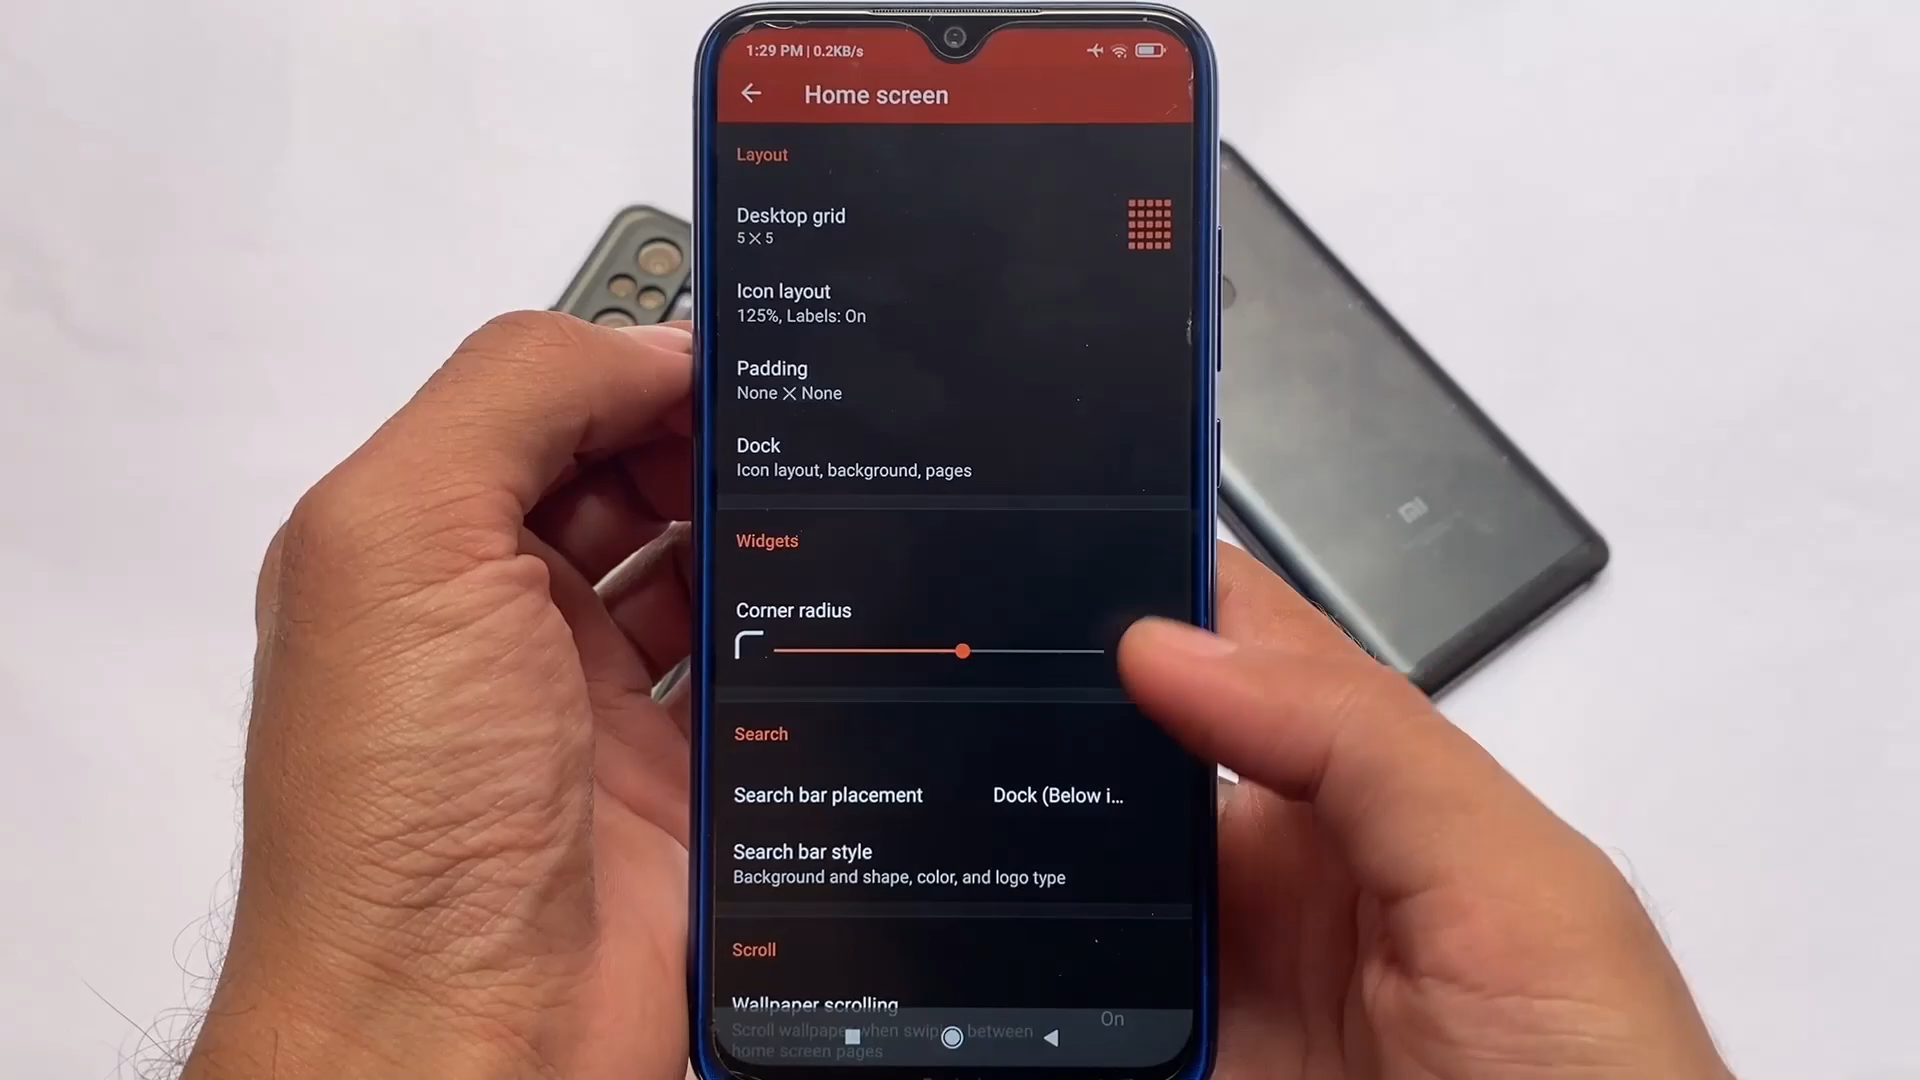 1:29 PM | 0.2KB/s
Home screen
Layout
Desktop grid
5 × 5
Icon layout
125%, Labels: On
Padding
None × None
Dock
Icon layout, background, pages
Widgets
Corner radius
Search
Search bar placement
Dock (Below i...
Search bar style
Background and shape, color, and logo type
Scroll
Wallpaper scrolling
On
Scroll wallpaper when swiping between
home screen pages
mi